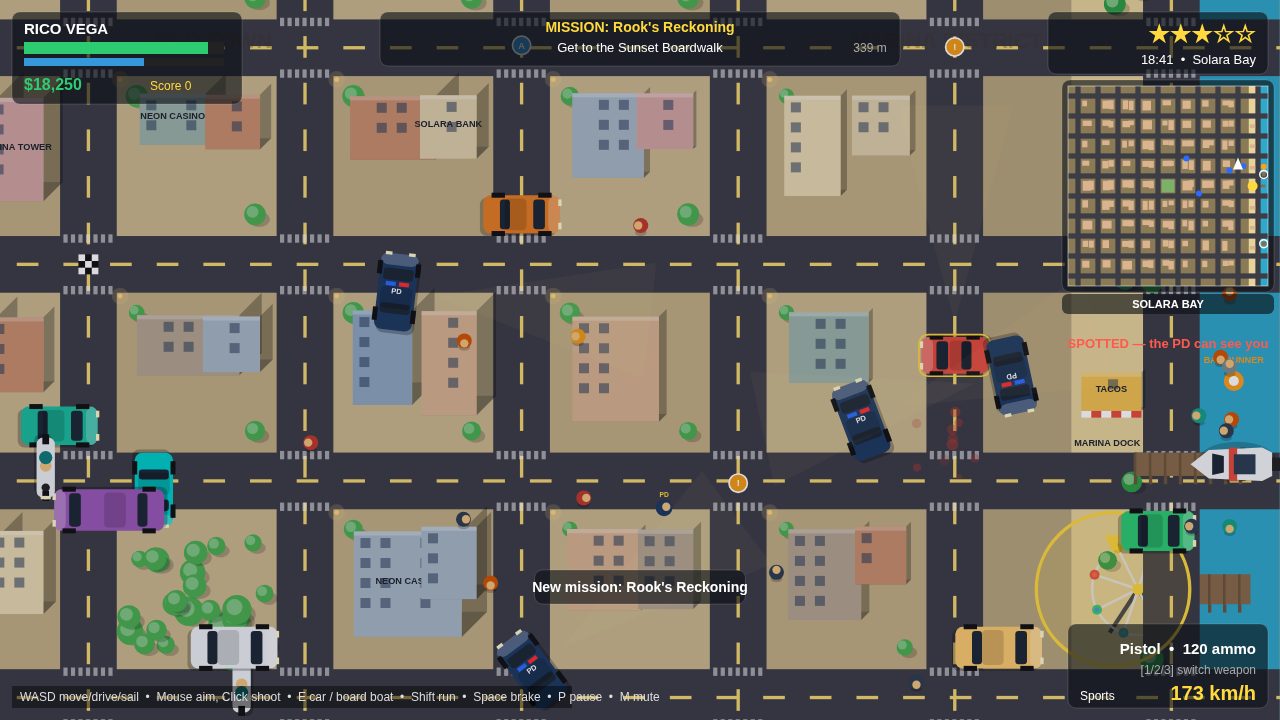 RICO VEGA
$18,250
Score 0
MISSION: Rook's Reckoning
Get to the Sunset Boardwalk
339 m
A
!
★★★☆☆
18:41 • Solara Bay
NEON CASINO
SOLARA BANK
NA TOWER
SOLARA BAY
SPOTTED — the PD can see you
PD
PD
PD
TACOS
MARINA DOCK
PD
!
NEON CAS
New mission: Rook's Reckoning
PD
Pistol • 120 ammo
[1/2/3] switch weapon
Sports
173 km/h
WASD move/drive/sail • Mouse aim, Click shoot • E car / board boat • Shift run • Space brake • P pause • M mute